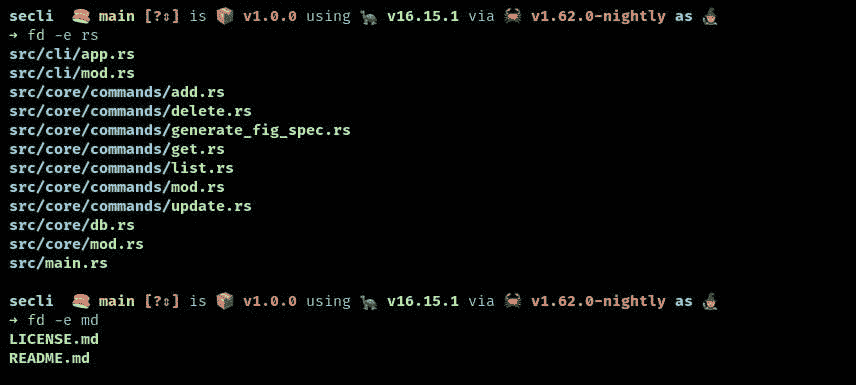 secli 🍔 main [?⇕] is 📦 v1.0.0 using 🐢 v16.15.1 via 🦀 v1.62.0-nightly as 🧙
➜ fd -e rs
src/cli/app.rs
src/cli/mod.rs
src/core/commands/add.rs
src/core/commands/delete.rs
src/core/commands/generate_fig_spec.rs
src/core/commands/get.rs
src/core/commands/list.rs
src/core/commands/mod.rs
src/core/commands/update.rs
src/core/db.rs
src/core/mod.rs
src/main.rs
secli 🍔 main [?⇕] is 📦 v1.0.0 using 🐢 v16.15.1 via 🦀 v1.62.0-nightly as 🧙
➜ fd -e md
LICENSE.md
README.md